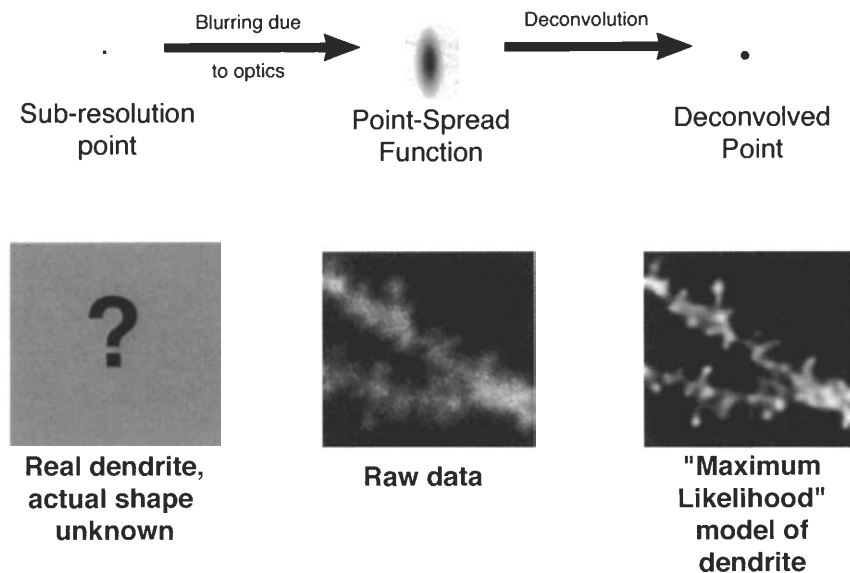 Blurring due
to optics
Deconvolution
Sub-resolution
point
Point-Spread
Function
Deconvolved
Point
?
Real dendrite,
actual shape
unknown
Raw data
"Maximum
Likelihood"
model of
dendrite